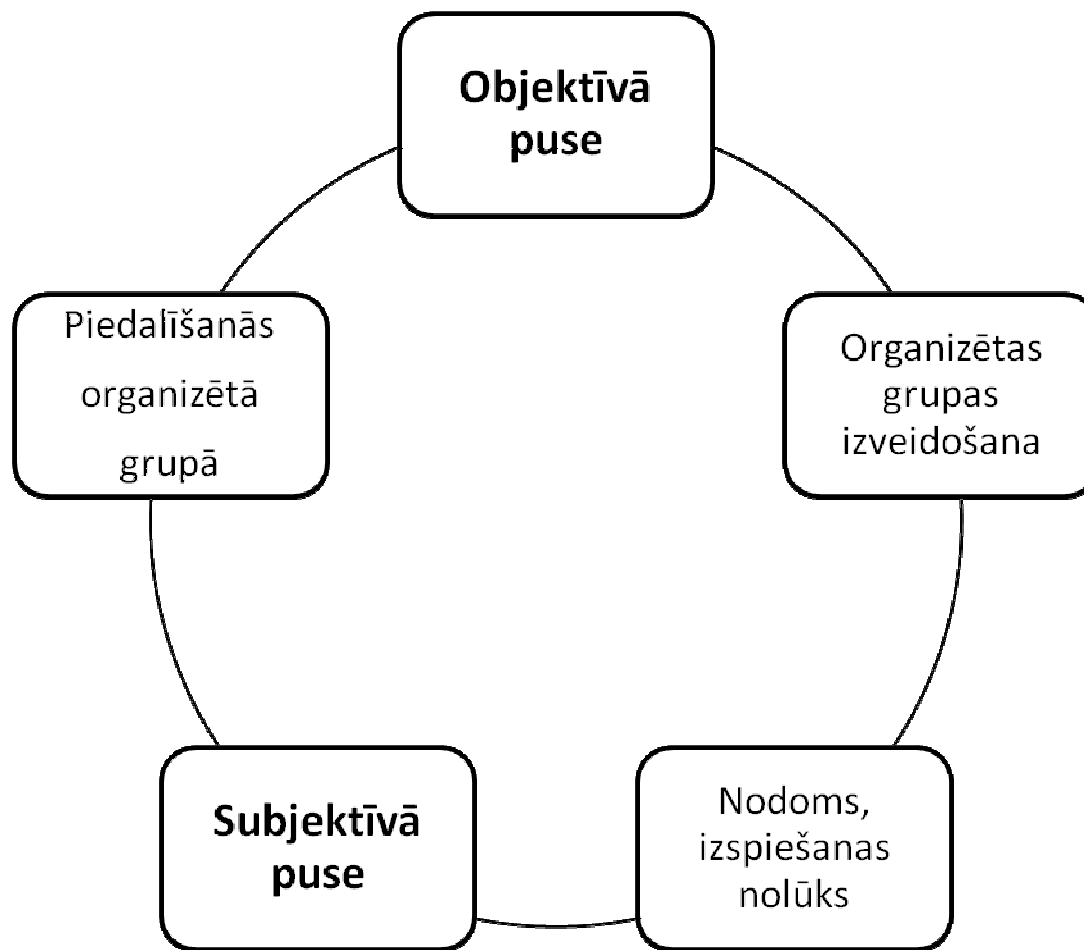 Objektīvā
puse
Piedalīšanās
organizētā
grupā
Organizētas
grupas
izveidošana
Subjektīvā
puse
Nodoms,
izspiešanas
nolūks